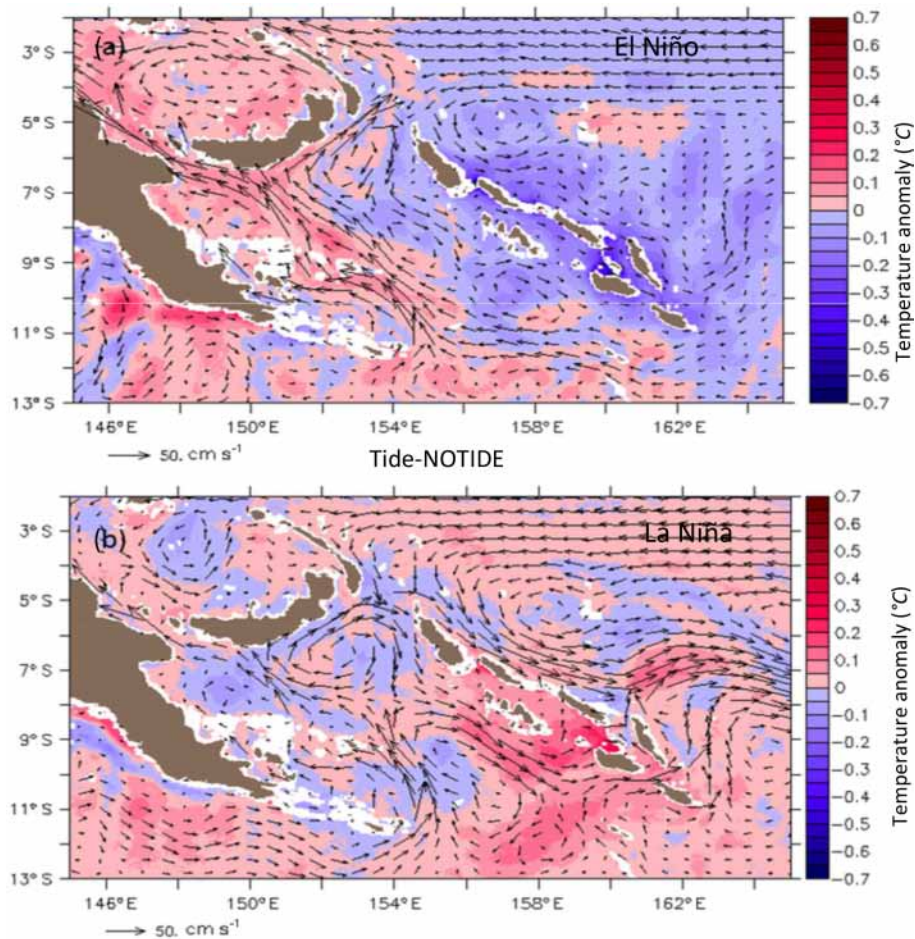 (a)
El Niño
3° S
5° S
7° S
9° S
11° S
13° S
146°E
150°E
154°E
158°E
162°E
50. cm s⁻¹
0.7
0.6
0.5
0.4
0.3
0.2
0.1
0
−0.1
−0.2
−0.3
−0.4
−0.5
−0.6
−0.7
Temperature anomaly (°C)
Tide-NOTIDE
(b)
La Niña
3° S
5° S
7° S
9° S
11° S
13° S
146°E
150°E
154°E
158°E
162°E
50. cm s⁻¹
0.7
0.6
0.5
0.4
0.3
0.2
0.1
0
−0.1
−0.2
−0.3
−0.4
−0.5
−0.6
−0.7
Temperature anomaly (°C)